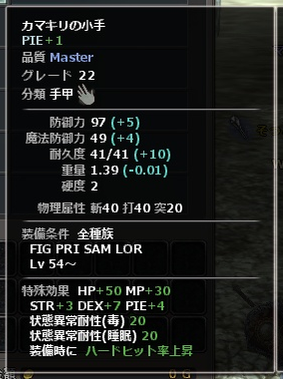 カマキリの小手
PIE+1
品質 Master
グレード 22
分類 手甲
防御力 97 (+5)
魔法防御力 49 (+4)
耐久度 41/41 (+10)
重量 1.39 (-0.01)
硬度 2
物理属性 斬40 打40 突20
装備条件 全種族
FIG PRI SAM LOR
Lv 54～
特殊効果 HP+50 MP+30
STR+3 DEX+7 PIE+4
状態異常耐性(毒) 20
状態異常耐性(睡眠) 20
装備時に ハードヒット率上昇